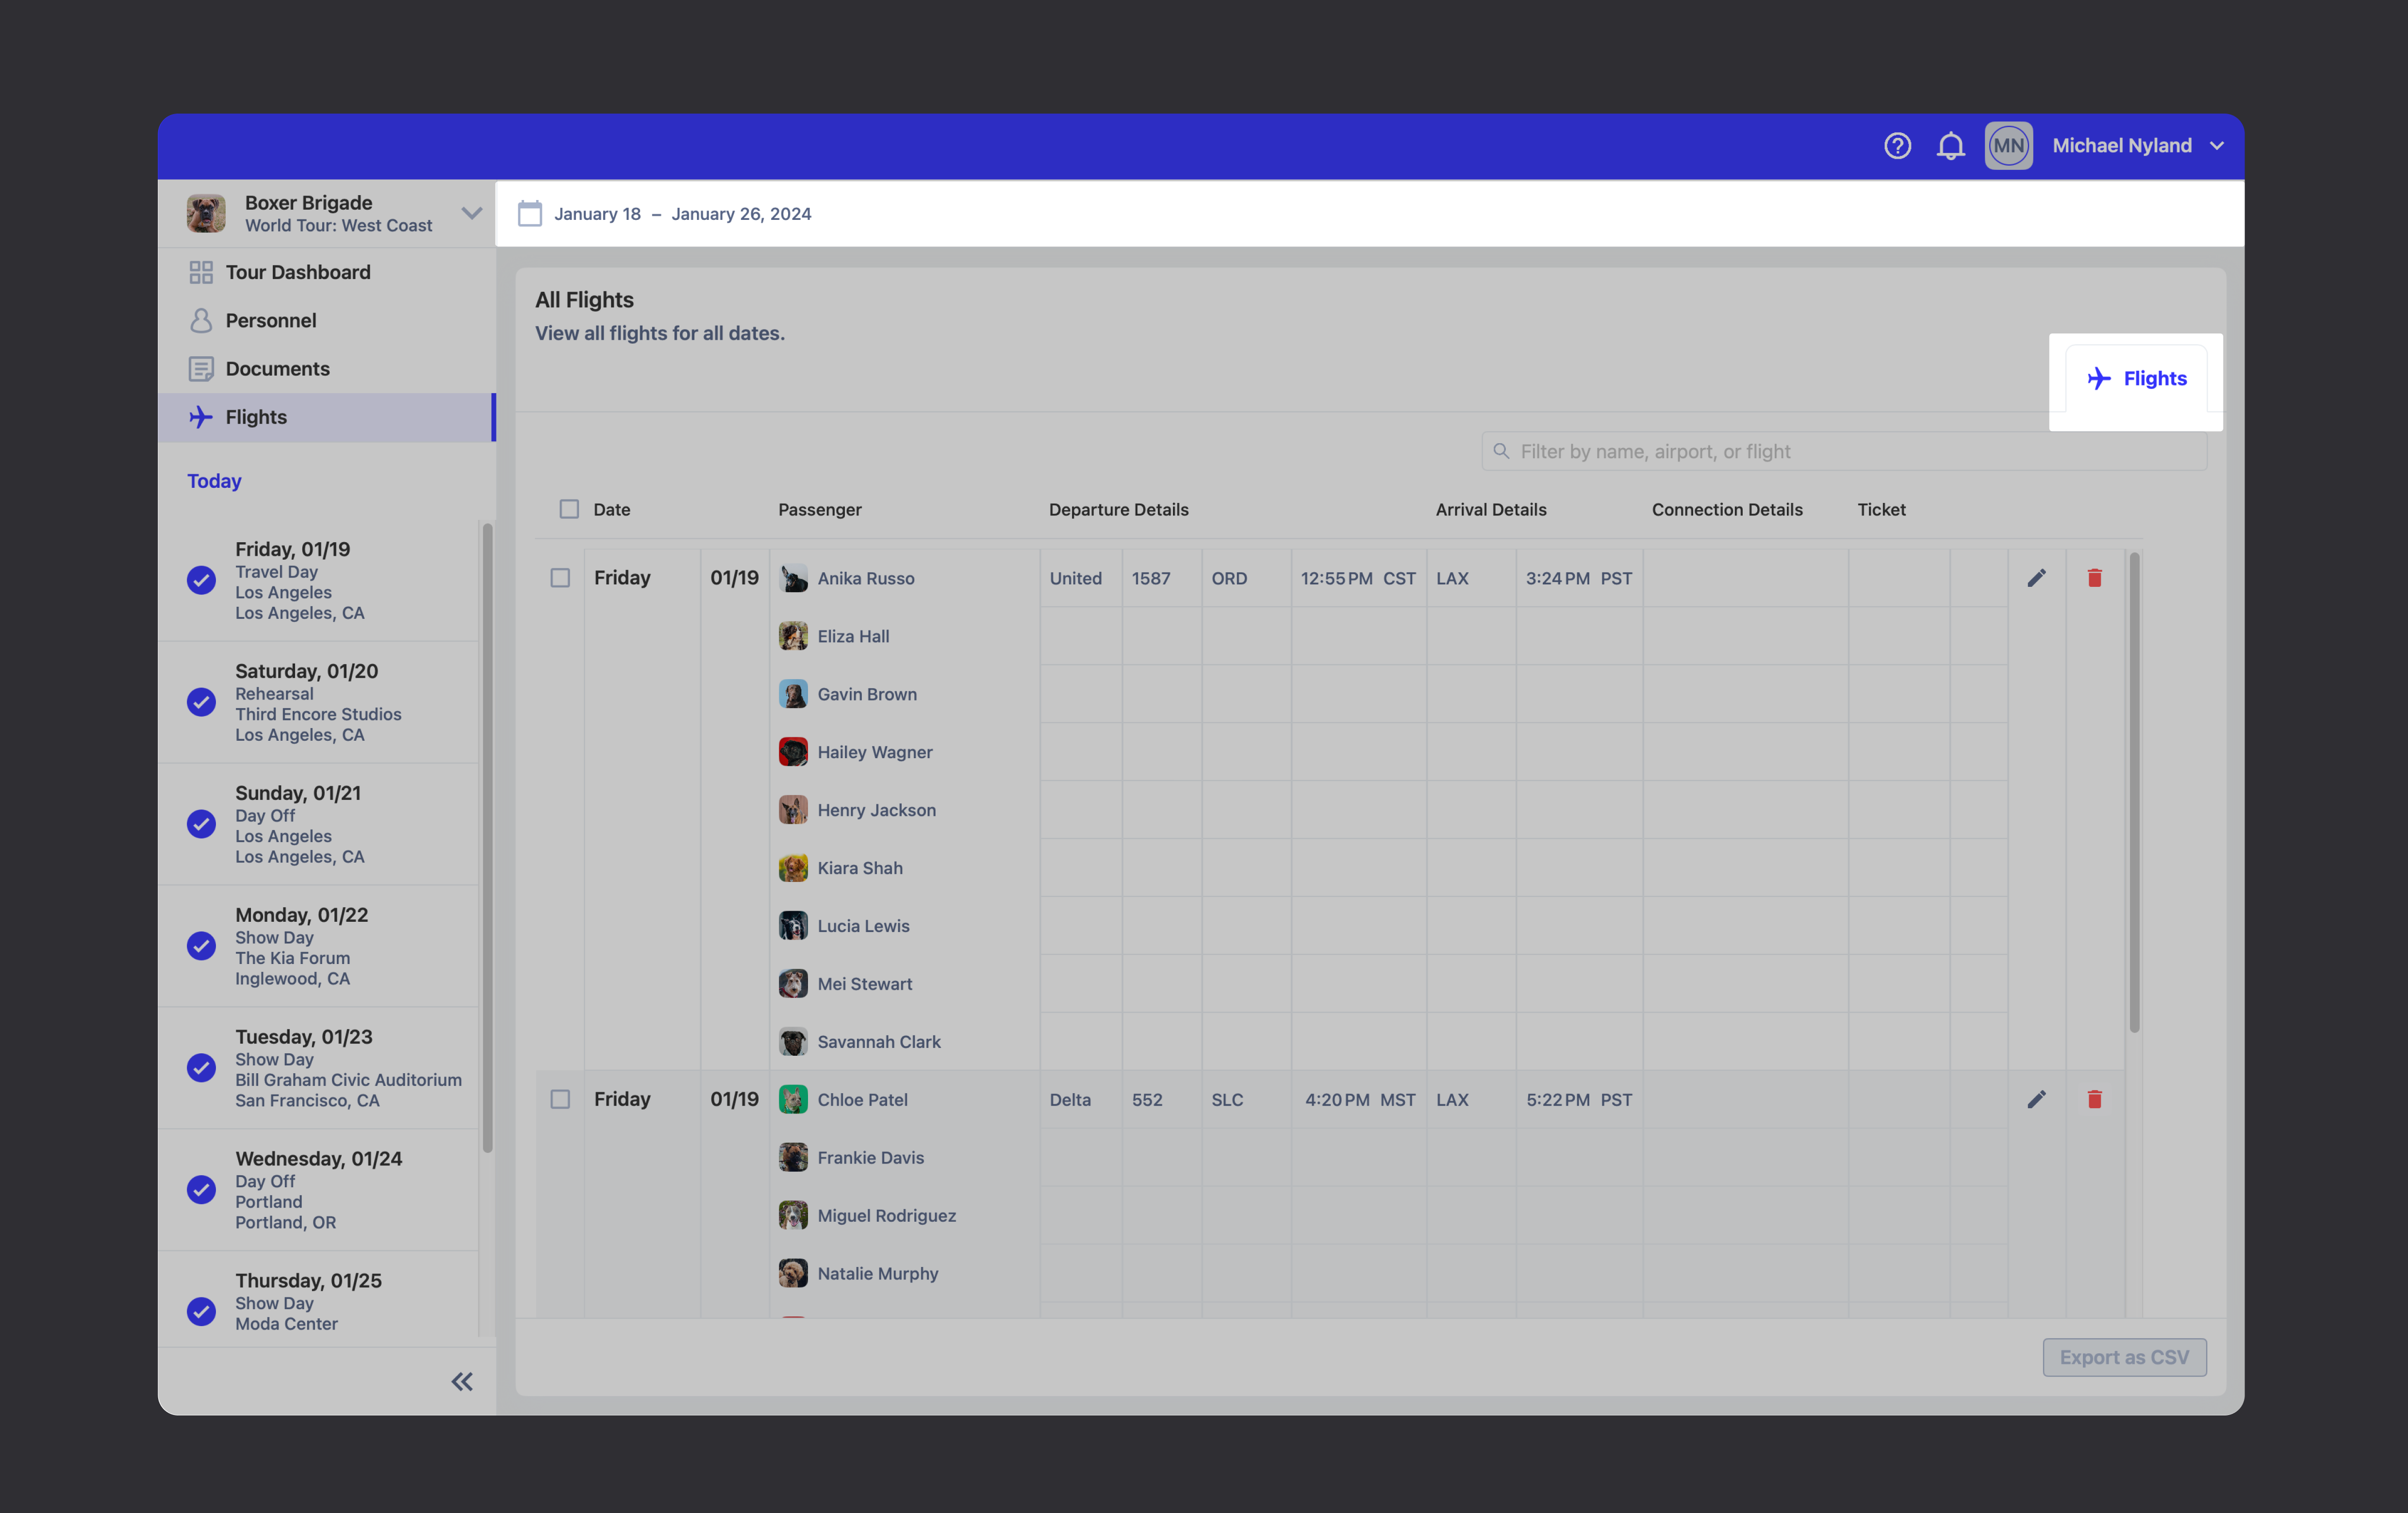 MN
Michael Nyland
Boxer Brigade
World Tour: West Coast
January 18 – January 26, 2024
Tour Dashboard
Personnel
Documents
Flights
Today
Friday, 01/19
Travel Day
Los Angeles
Los Angeles, CA
Saturday, 01/20
Rehearsal
Third Encore Studios
Los Angeles, CA
Sunday, 01/21
Day Off
Los Angeles
Los Angeles, CA
Monday, 01/22
Show Day
The Kia Forum
Inglewood, CA
Tuesday, 01/23
Show Day
Bill Graham Civic Auditorium
San Francisco, CA
Wednesday, 01/24
Day Off
Portland
Portland, OR
Thursday, 01/25
Show Day
Moda Center
All Flights
View all flights for all dates.
Flights
Filter by name, airport, or flight
Date Passenger Departure Details Arrival Details Connection Details Ticket
Friday 01/19 Anika Russo United 1587 ORD 12:55 PM CST LAX 3:24 PM PST
Eliza Hall
Gavin Brown
Hailey Wagner
Henry Jackson
Kiara Shah
Lucia Lewis
Mei Stewart
Savannah Clark
Friday 01/19 Chloe Patel Delta 552 SLC 4:20 PM MST LAX 5:22 PM PST
Frankie Davis
Miguel Rodriguez
Natalie Murphy
Export as CSV